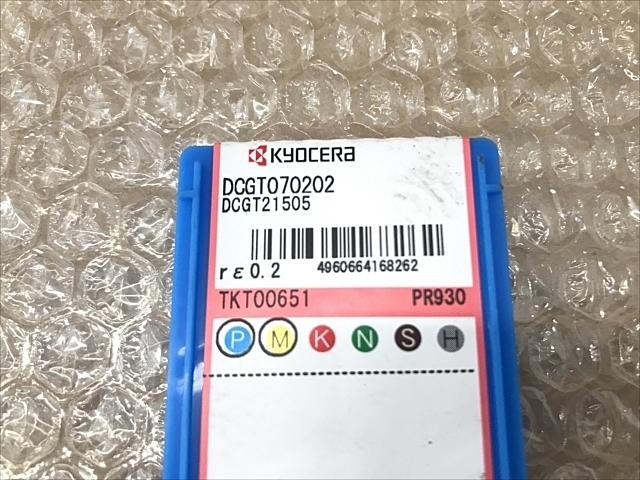 KYOCERA
DCGT070202
DCGT21505
rε0.2 4960664168262
TKT00651 PR930
P M K N S H